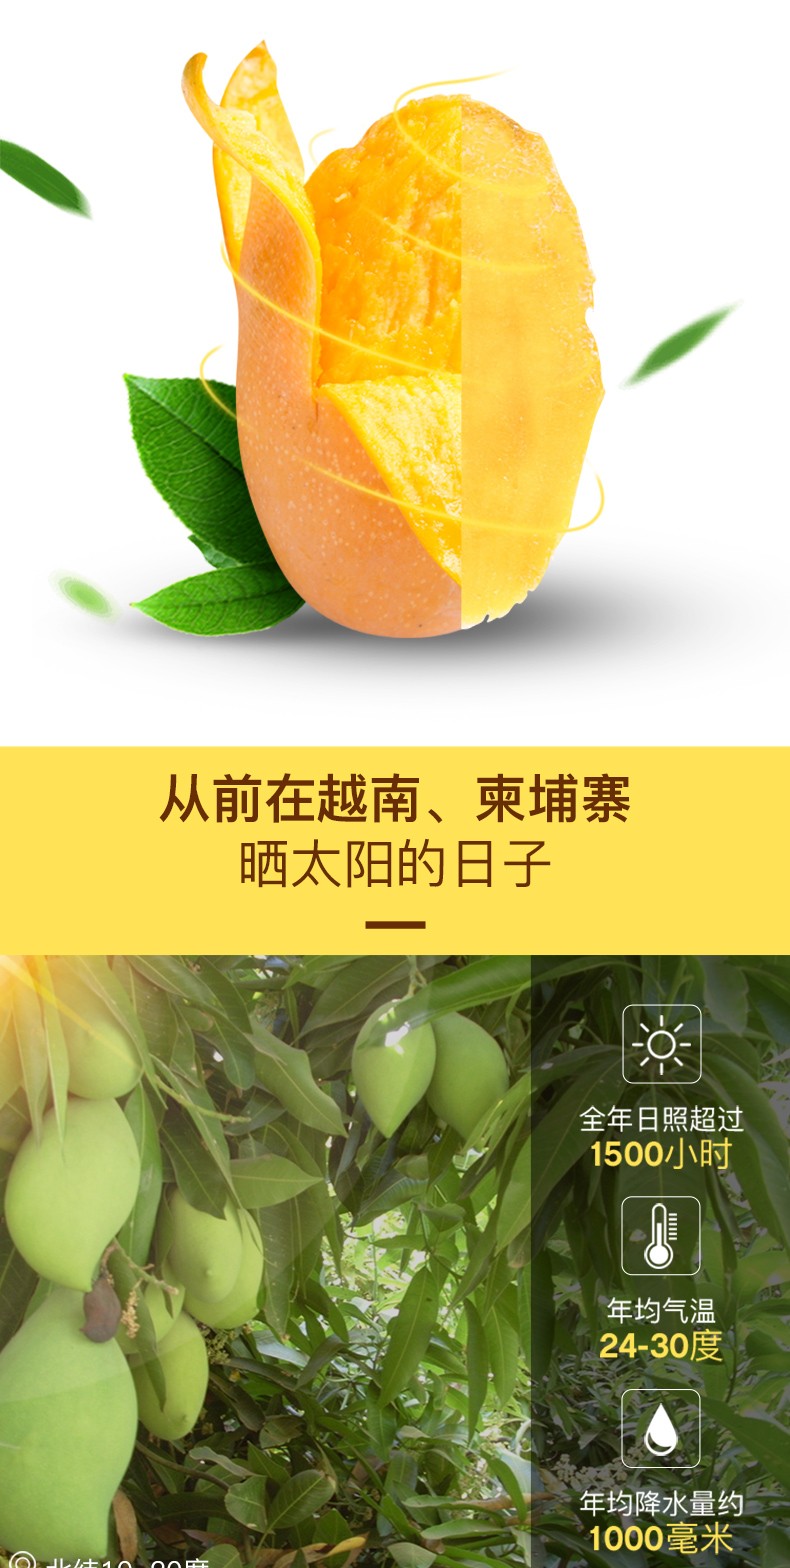 从前在越南、柬埔寨
晒太阳的日子
全年日照超过
1500小时
年均气温
24-30度
年均降水量约
1000毫米